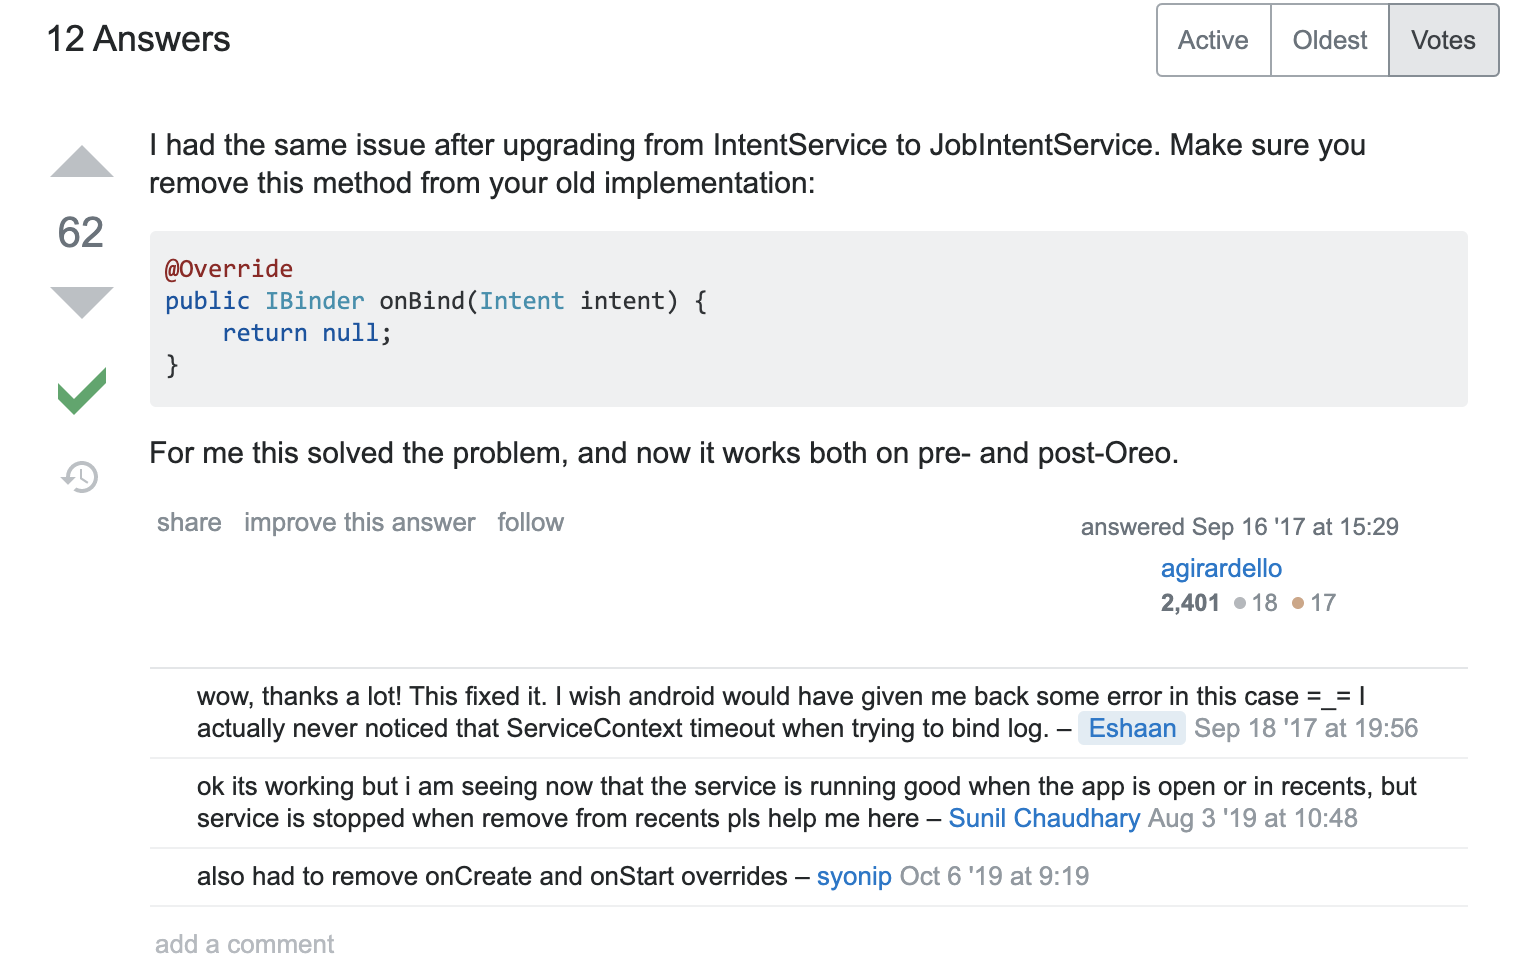 12 Answers
Active Oldest Votes
I had the same issue after upgrading from IntentService to JobIntentService. Make sure you
remove this method from your old implementation:
62
@Override
public IBinder onBind(Intent intent) {
    return null;
}
For me this solved the problem, and now it works both on pre- and post-Oreo.
share improve this answer follow
answered Sep 16 '17 at 15:29
agirardello
2,401 18 17
wow, thanks a lot! This fixed it. I wish android would have given me back some error in this case =_= I
actually never noticed that ServiceContext timeout when trying to bind log. – Eshaan Sep 18 '17 at 19:56
ok its working but i am seeing now that the service is running good when the app is open or in recents, but
service is stopped when remove from recents pls help me here – Sunil Chaudhary Aug 3 '19 at 10:48
also had to remove onCreate and onStart overrides – syonip Oct 6 '19 at 9:19
add a comment